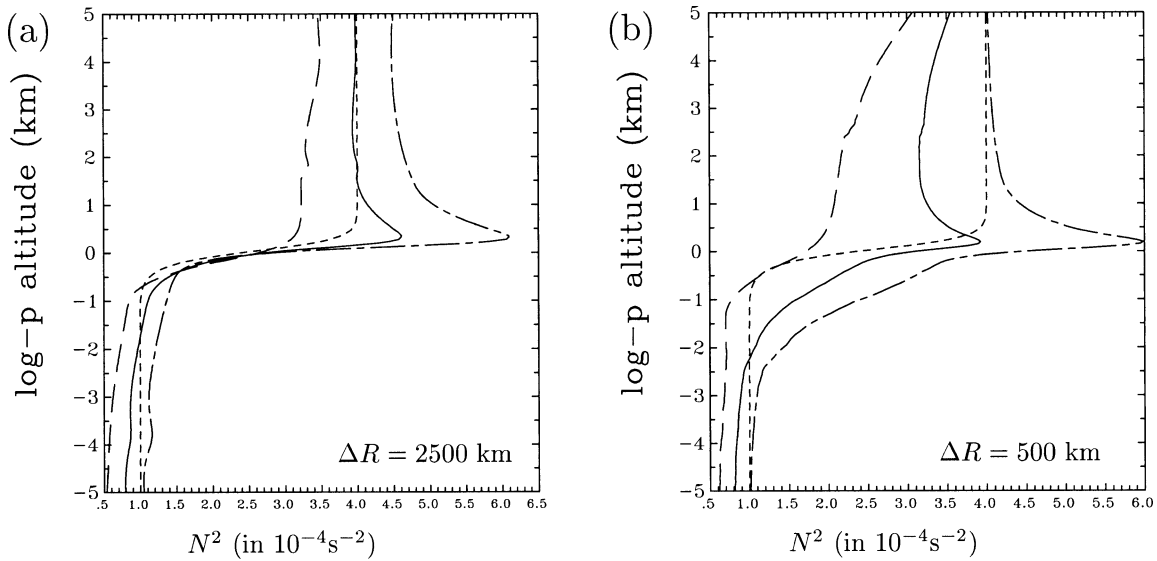 (a)
log−p altitude (km)
5
4
3
2
1
0
−1
−2
−3
−4
−5
ΔR = 2500 km
.5 1.0 1.5 2.0 2.5 3.0 3.5 4.0 4.5 5.0 5.5 6.0 6.5
N² (in 10⁻⁴s⁻²)
(b)
log−p altitude (km)
5
4
3
2
1
0
−1
−2
−3
−4
−5
ΔR = 500 km
.5 1.0 1.5 2.0 2.5 3.0 3.5 4.0 4.5 5.0 5.5 6.0
N² (in 10⁻⁴s⁻²)